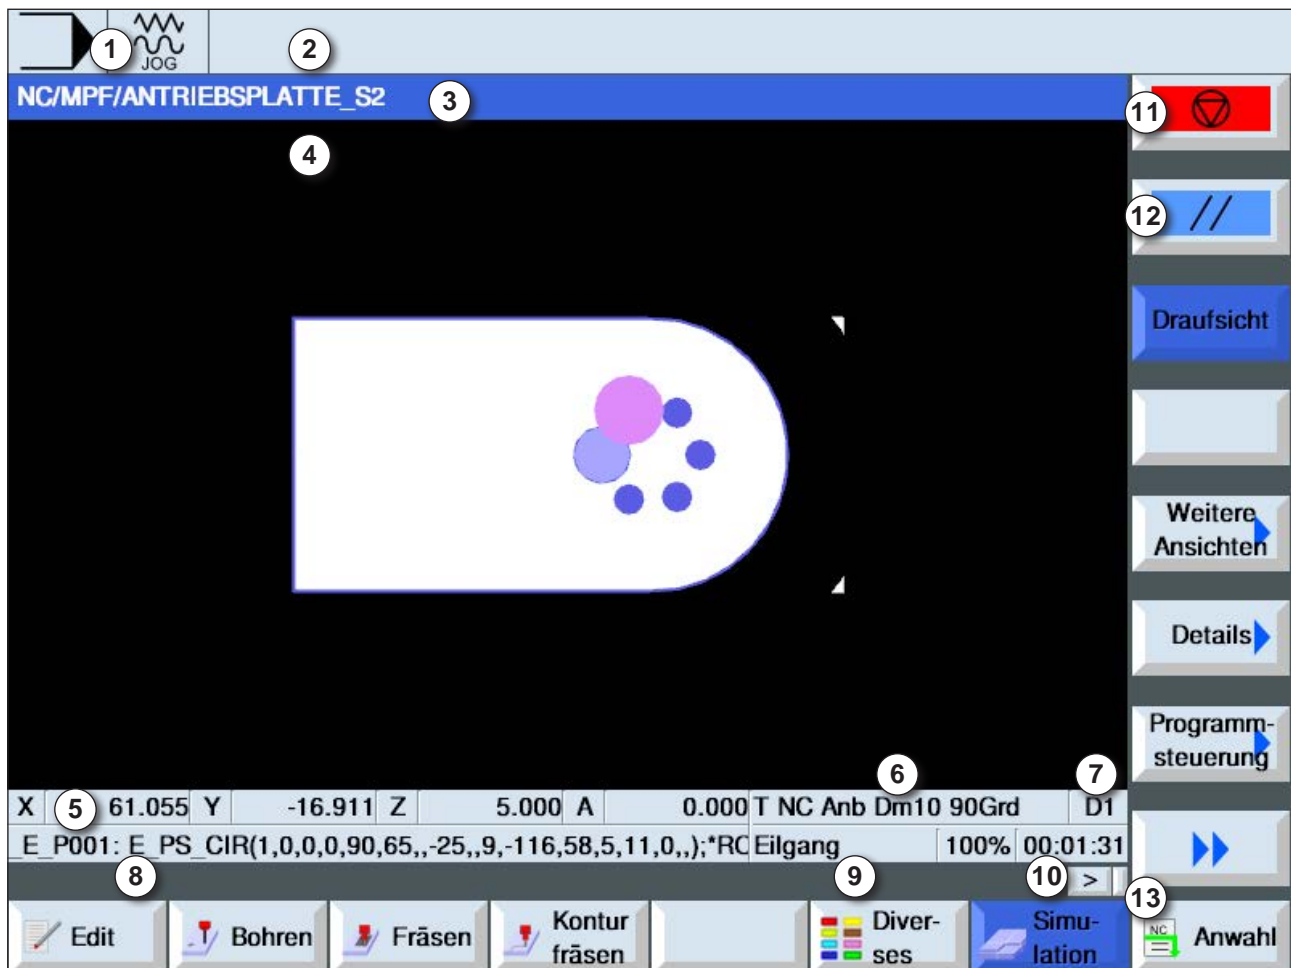 1
JOG
2
NC/MPF/ANTRIEBSPLATTE_S2
3
4
11
12
Draufsicht
Weitere
Ansichten
Details
Programm-
steuerung
6
7
X 5 61.055 Y -16.911 Z 5.000 A 0.000 T NC Anb Dm10 90Grd D1
_E_P001: E_PS_CIR(1,0,0,0,90,65,,-25,,9,-116,58,5,11,0,,);*RO Eilgang 100% 00:01:31
8
9
10
>
13
Edit
Bohren
Fräsen
Kontur
fräsen
Diver-
ses
Simu-
lation
NC
Anwahl